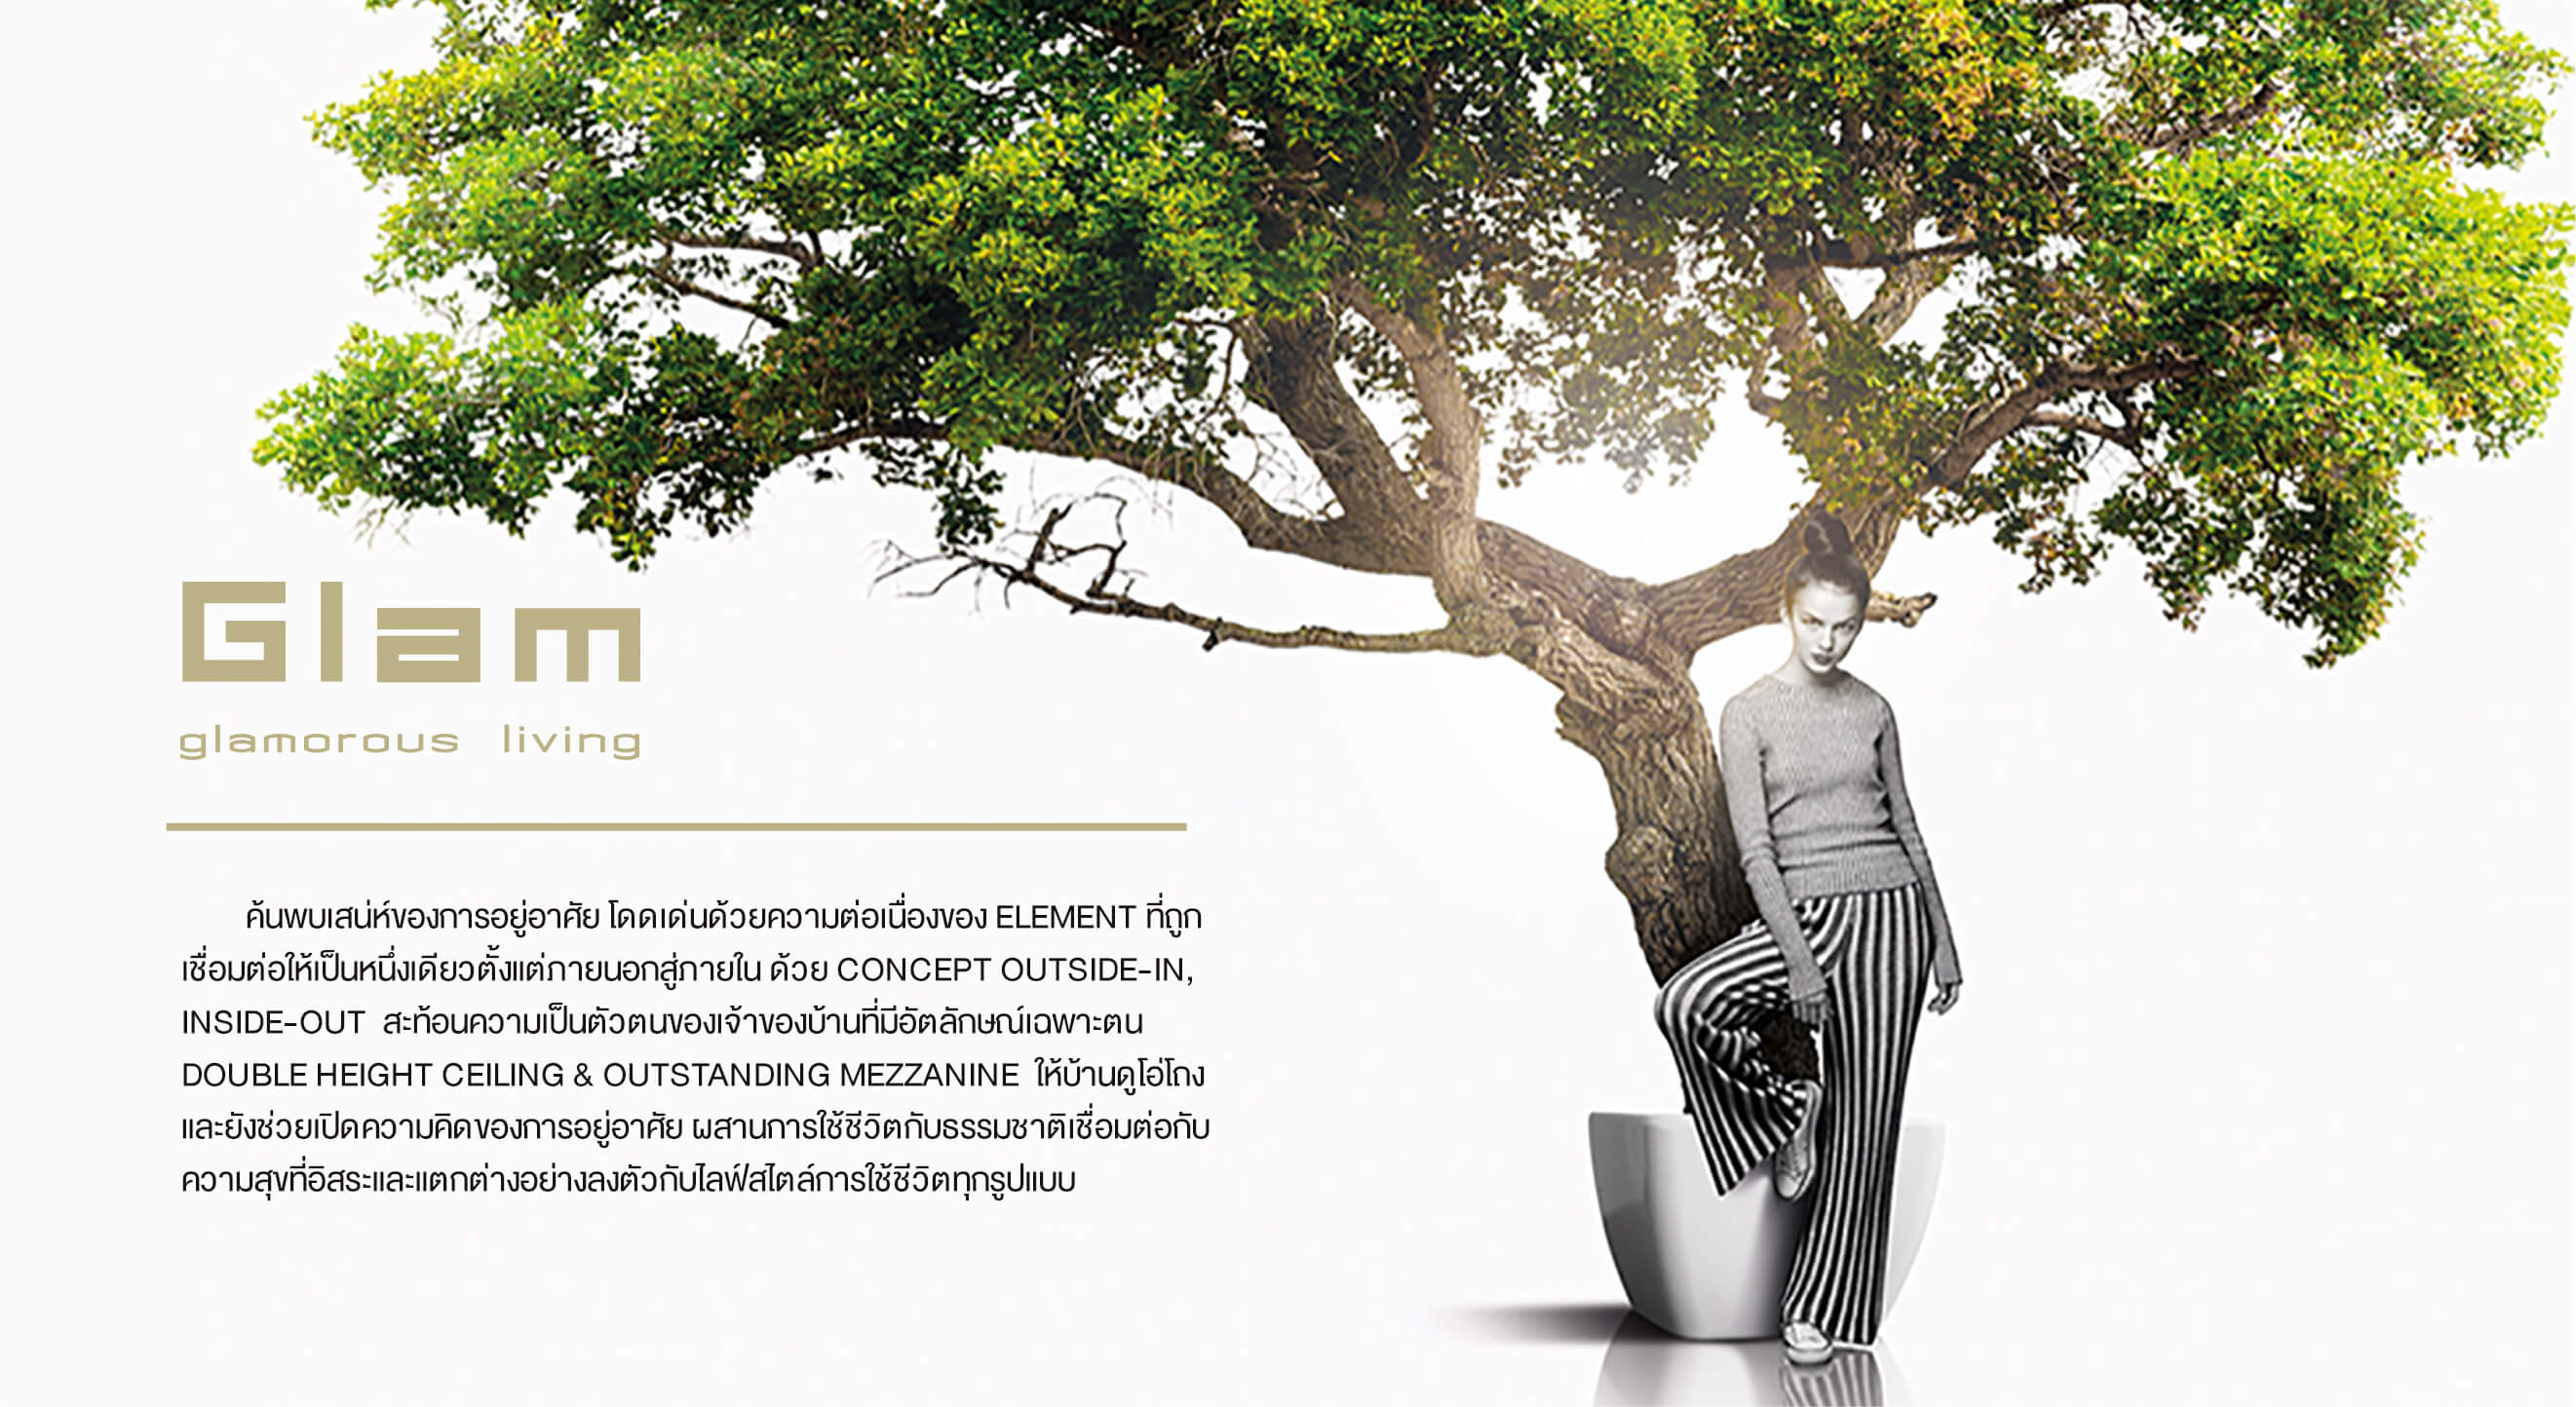 Glam
glamorous living
ค้นพบเสน่ห์ของการอยู่อาศัย โดดเด่นด้วยความต่อเนื่องของ ELEMENT ที่ถูก
เชื่อมต่อให้เป็นหนึ่งเดียวตั้งแต่ภายนอกสู่ภายใน ด้วย CONCEPT OUTSIDE-IN,
INSIDE-OUT สะท้อนความเป็นตัวตนของเจ้าของบ้านที่มีอัตลักษณ์เฉพาะตน
DOUBLE HEIGHT CEILING & OUTSTANDING MEZZANINE ให้บ้านดูโอ่โถง
และยังช่วยเปิดความคิดของการอยู่อาศัย ผสานการใช้ชีวิตกับธรรมชาติเชื่อมต่อกับ
ความสุขที่อิสระและแตกต่างอย่างลงตัวกับไลฟ์สไตล์การใช้ชีวิตทุกรูปแบบ